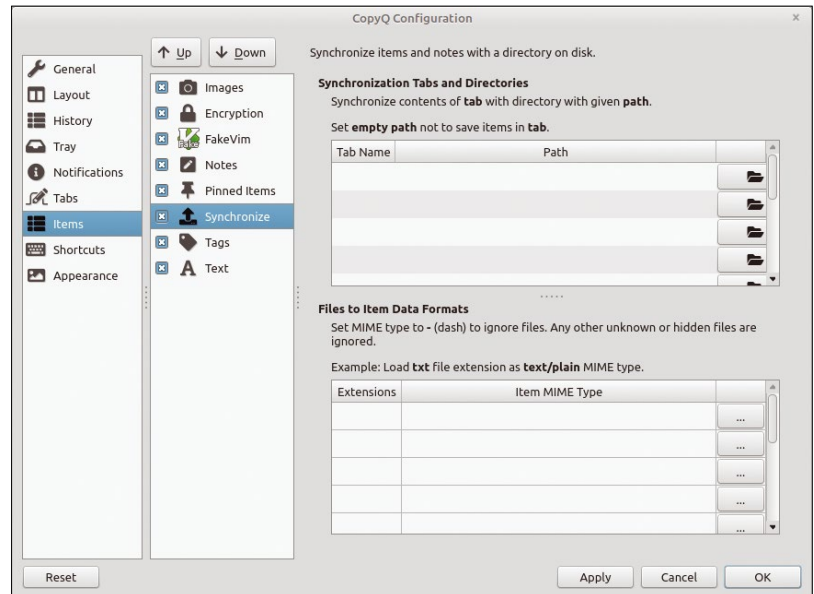 CopyQ Configuration
×
General
Layout
History
Tray
Notifications
Tabs
Items
Shortcuts
Appearance
Up
Down
Images
Encryption
FakeVim
Notes
Pinned Items
Synchronize
Tags
Text
Synchronize items and notes with a directory on disk.
Synchronization Tabs and Directories
Synchronize contents of tab with directory with given path.
Set empty path not to save items in tab.
Tab Name Path
Files to Item Data Formats
Set MIME type to - (dash) to ignore files. Any other unknown or hidden files are
ignored.
Example: Load txt file extension as text/plain MIME type.
Extensions Item MIME Type
...
...
...
...
...
Reset
Apply Cancel OK